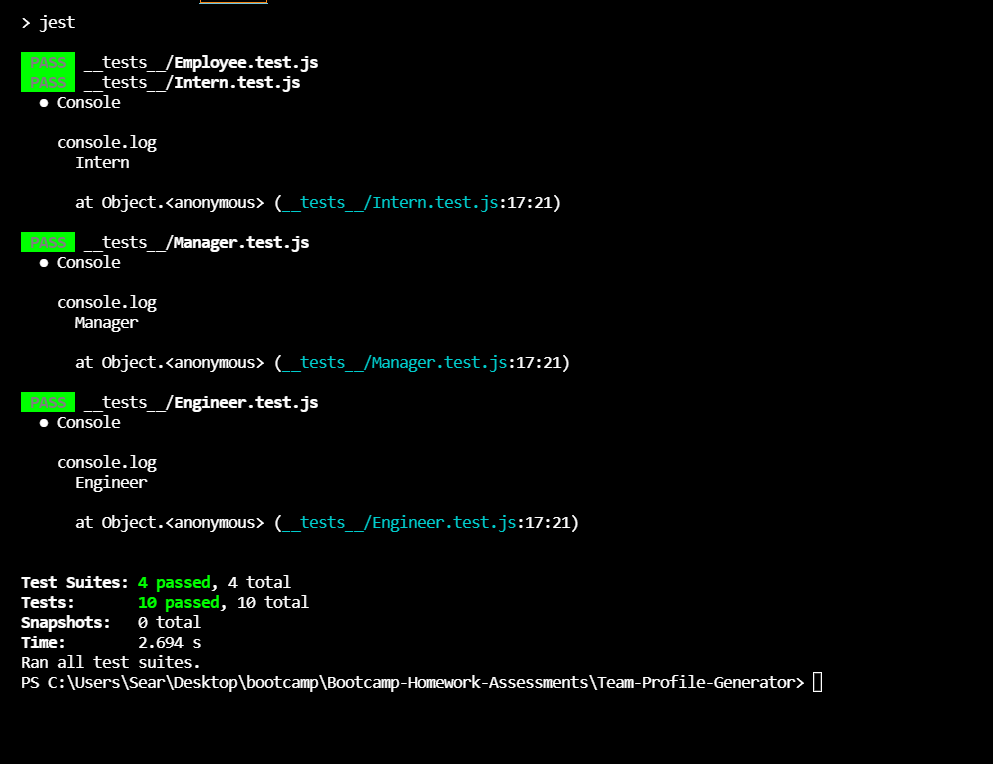 > jest
PASS __tests__/Employee.test.js
PASS __tests__/Intern.test.js
● Console
console.log
Intern
at Object.<anonymous> (__tests__/Intern.test.js:17:21)
PASS __tests__/Manager.test.js
● Console
console.log
Manager
at Object.<anonymous> (__tests__/Manager.test.js:17:21)
PASS __tests__/Engineer.test.js
● Console
console.log
Engineer
at Object.<anonymous> (__tests__/Engineer.test.js:17:21)
Test Suites: 4 passed, 4 total
Tests: 10 passed, 10 total
Snapshots: 0 total
Time: 2.694 s
Ran all test suites.
PS C:\Users\Sear\Desktop\bootcamp\Bootcamp-Homework-Assessments\Team-Profile-Generator>